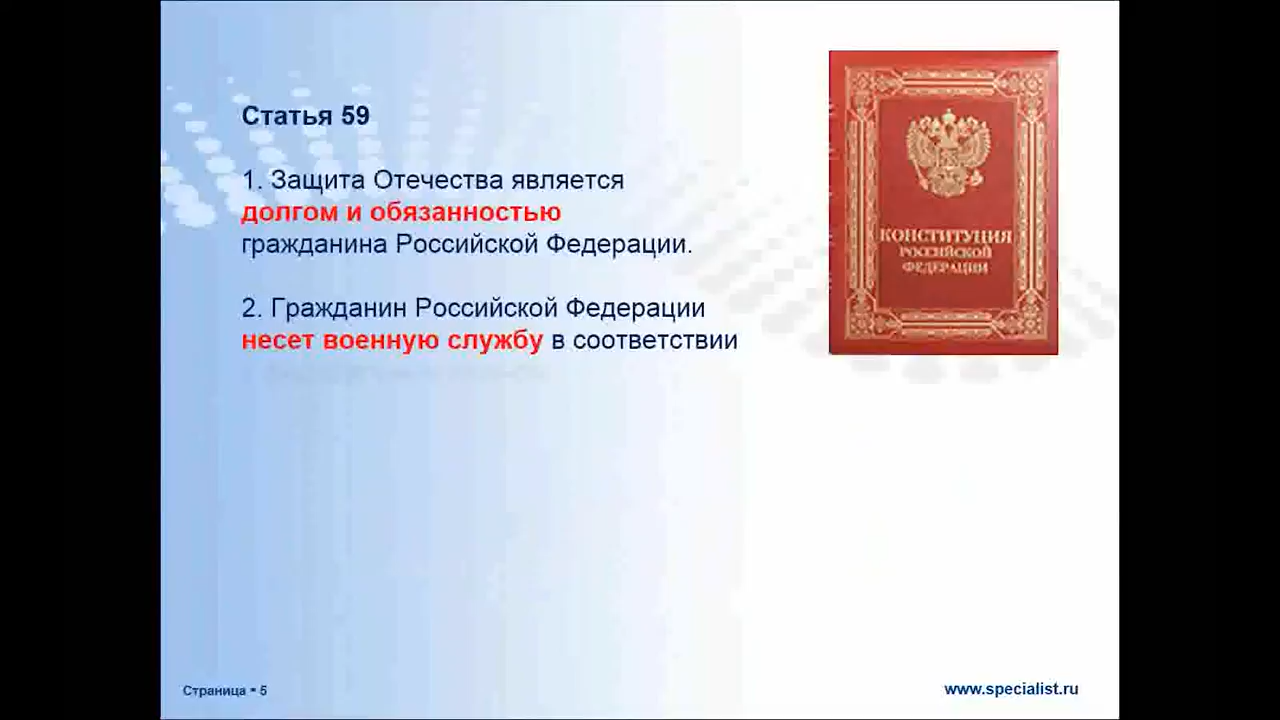 Статья 59
1. Защита Отечества является
долгом и обязанностью
гражданина Российской Федерации.
2. Гражданин Российской Федерации
несет военную службу в соответствии
КОНСТИТУЦИЯ
РОССИЙСКОЙ
ФЕДЕРАЦИИ
Страница ▪ 5
www.specialist.ru